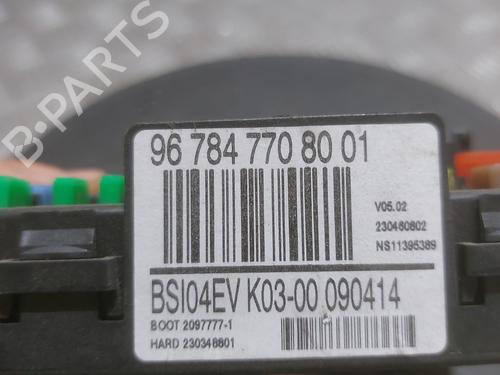 B-PARTS
96 784 770 80 01
V05.02
230460802
NS11395389
BSI04EV K03-00 090414
BOOT 2097777-1
HARD 230348801